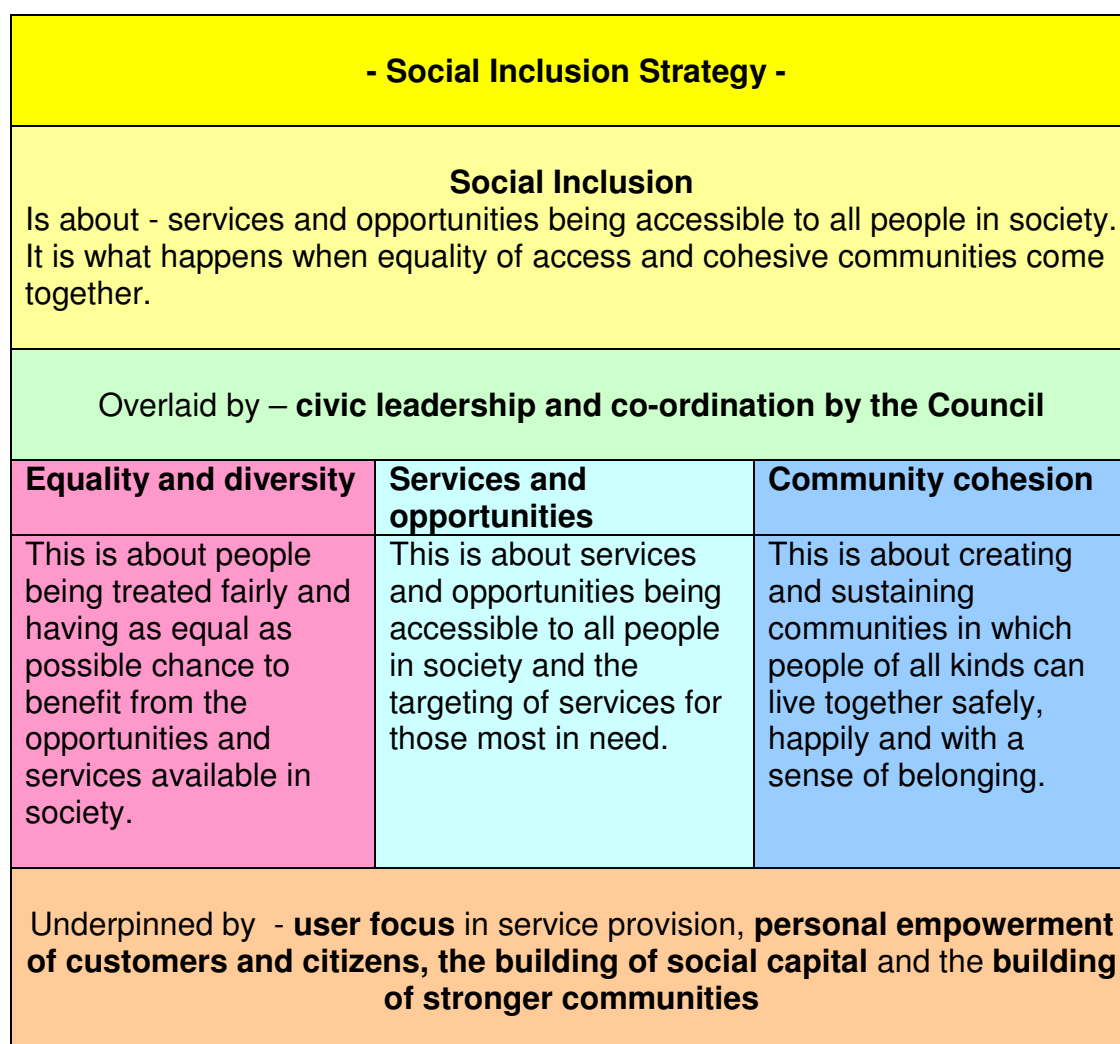 - Social Inclusion Strategy -
Social Inclusion
Is about - services and opportunities being accessible to all people in society.
It is what happens when equality of access and cohesive communities come
together.
Overlaid by – civic leadership and co-ordination by the Council
Equality and diversity
This is about people
being treated fairly and
having as equal as
possible chance to
benefit from the
opportunities and
services available in
society.
Services and
opportunities
This is about services
and opportunities being
accessible to all people
in society and the
targeting of services for
those most in need.
Community cohesion
This is about creating
and sustaining
communities in which
people of all kinds can
live together safely,
happily and with a
sense of belonging.
Underpinned by  - user focus in service provision, personal empowerment
of customers and citizens, the building of social capital and the building
of stronger communities